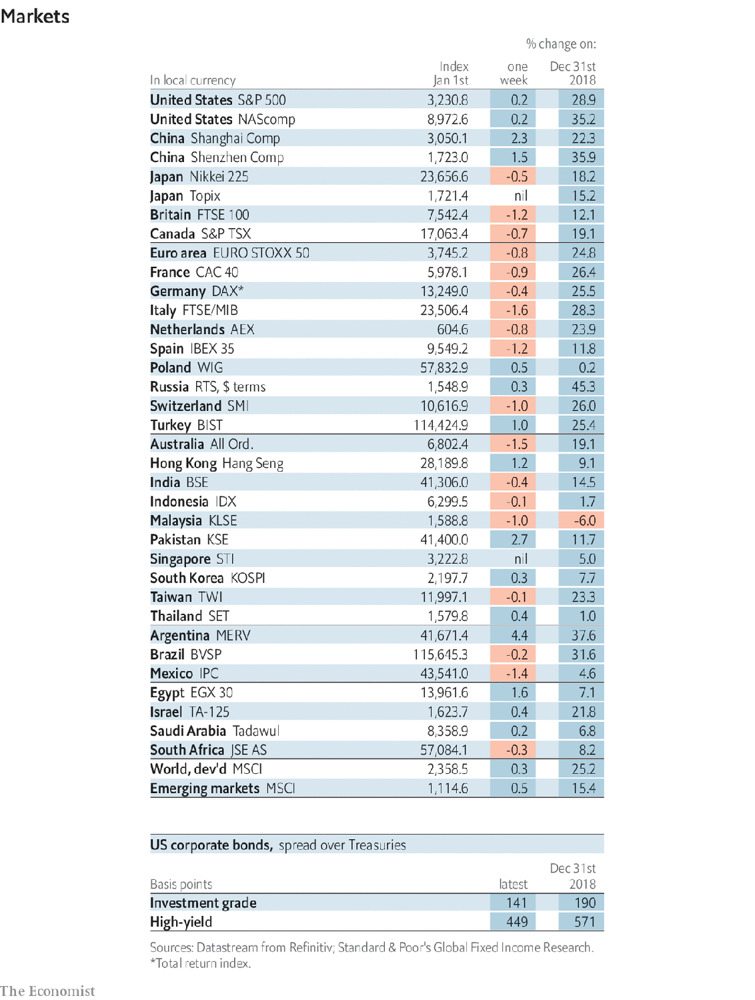 Markets
% change on:
Index one Dec 31st
In local currency Jan 1st week 2018
United States S&P 500 3,230.8 0.2 28.9
United States NAScomp 8,972.6 0.2 35.2
China Shanghai Comp 3,050.1 2.3 22.3
China Shenzhen Comp 1,723.0 1.5 35.9
Japan Nikkei 225 23,656.6 -0.5 18.2
Japan Topix 1,721.4 nil 15.2
Britain FTSE 100 7,542.4 -1.2 12.1
Canada S&P TSX 17,063.4 -0.7 19.1
Euro area EURO STOXX 50 3,745.2 -0.8 24.8
France CAC 40 5,978.1 -0.9 26.4
Germany DAX* 13,249.0 -0.4 25.5
Italy FTSE/MIB 23,506.4 -1.6 28.3
Netherlands AEX 604.6 -0.8 23.9
Spain IBEX 35 9,549.2 -1.2 11.8
Poland WIG 57,832.9 0.5 0.2
Russia RTS, $ terms 1,548.9 0.3 45.3
Switzerland SMI 10,616.9 -1.0 26.0
Turkey BIST 114,424.9 1.0 25.4
Australia All Ord. 6,802.4 -1.5 19.1
Hong Kong Hang Seng 28,189.8 1.2 9.1
India BSE 41,306.0 -0.4 14.5
Indonesia IDX 6,299.5 -0.1 1.7
Malaysia KLSE 1,588.8 -1.0 -6.0
Pakistan KSE 41,400.0 2.7 11.7
Singapore STI 3,222.8 nil 5.0
South Korea KOSPI 2,197.7 0.3 7.7
Taiwan TWI 11,997.1 -0.1 23.3
Thailand SET 1,579.8 0.4 1.0
Argentina MERV 41,671.4 4.4 37.6
Brazil BVSP 115,645.3 -0.2 31.6
Mexico IPC 43,541.0 -1.4 4.6
Egypt EGX 30 13,961.6 1.6 7.1
Israel TA-125 1,623.7 0.4 21.8
Saudi Arabia Tadawul 8,358.9 0.2 6.8
South Africa JSE AS 57,084.1 -0.3 8.2
World, dev'd MSCI 2,358.5 0.3 25.2
Emerging markets MSCI 1,114.6 0.5 15.4
US corporate bonds, spread over Treasuries
Dec 31st
Basis points latest 2018
Investment grade 141 190
High-yield 449 571
Sources: Datastream from Refinitiv; Standard & Poor's Global Fixed Income Research.
*Total return index.
The Economist